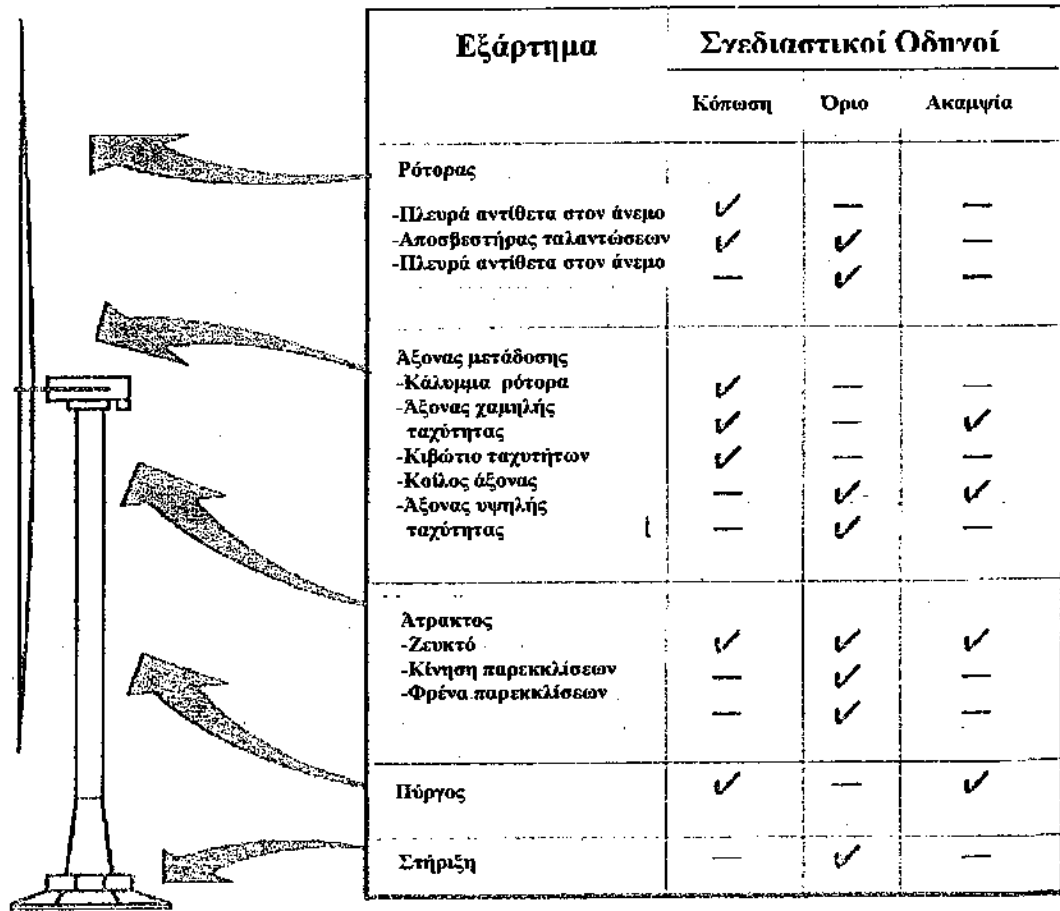 Εξάρτημα Σχεδιαστικοί Οδηγοί
Κόπωση Όριο Ακαμψία
Ρότορας
-Πλευρά αντίθετα στον άνεμο ✓ — —
-Αποσβεστήρας ταλαντώσεων ✓ ✓ —
-Πλευρά αντίθετα στον άνεμο — ✓ —
Άξονας μετάδοσης
-Κάλυμμα ρότορα ✓ — —
-Άξονας χαμηλής
ταχύτητας ✓ — ✓
-Κιβώτιο ταχυτήτων ✓ — —
-Κοίλος άξονας — ✓ ✓
-Άξονας υψηλής
ταχύτητας — ✓ —
Άτρακτος
-Ζευκτό ✓ ✓ ✓
-Κίνηση παρεκκλίσεων — ✓ —
-Φρένα παρεκκλίσεων — ✓ —
Πύργος ✓ — ✓
Στήριξη — ✓ —